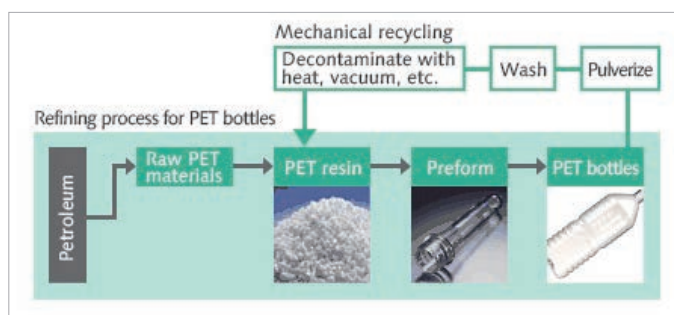 Mechanical recycling
Decontaminate with
heat, vacuum, etc.
Wash
Pulverize
Refining process for PET bottles
Petroleum
Raw PET
materials
PET resin
Preform
PET bottles